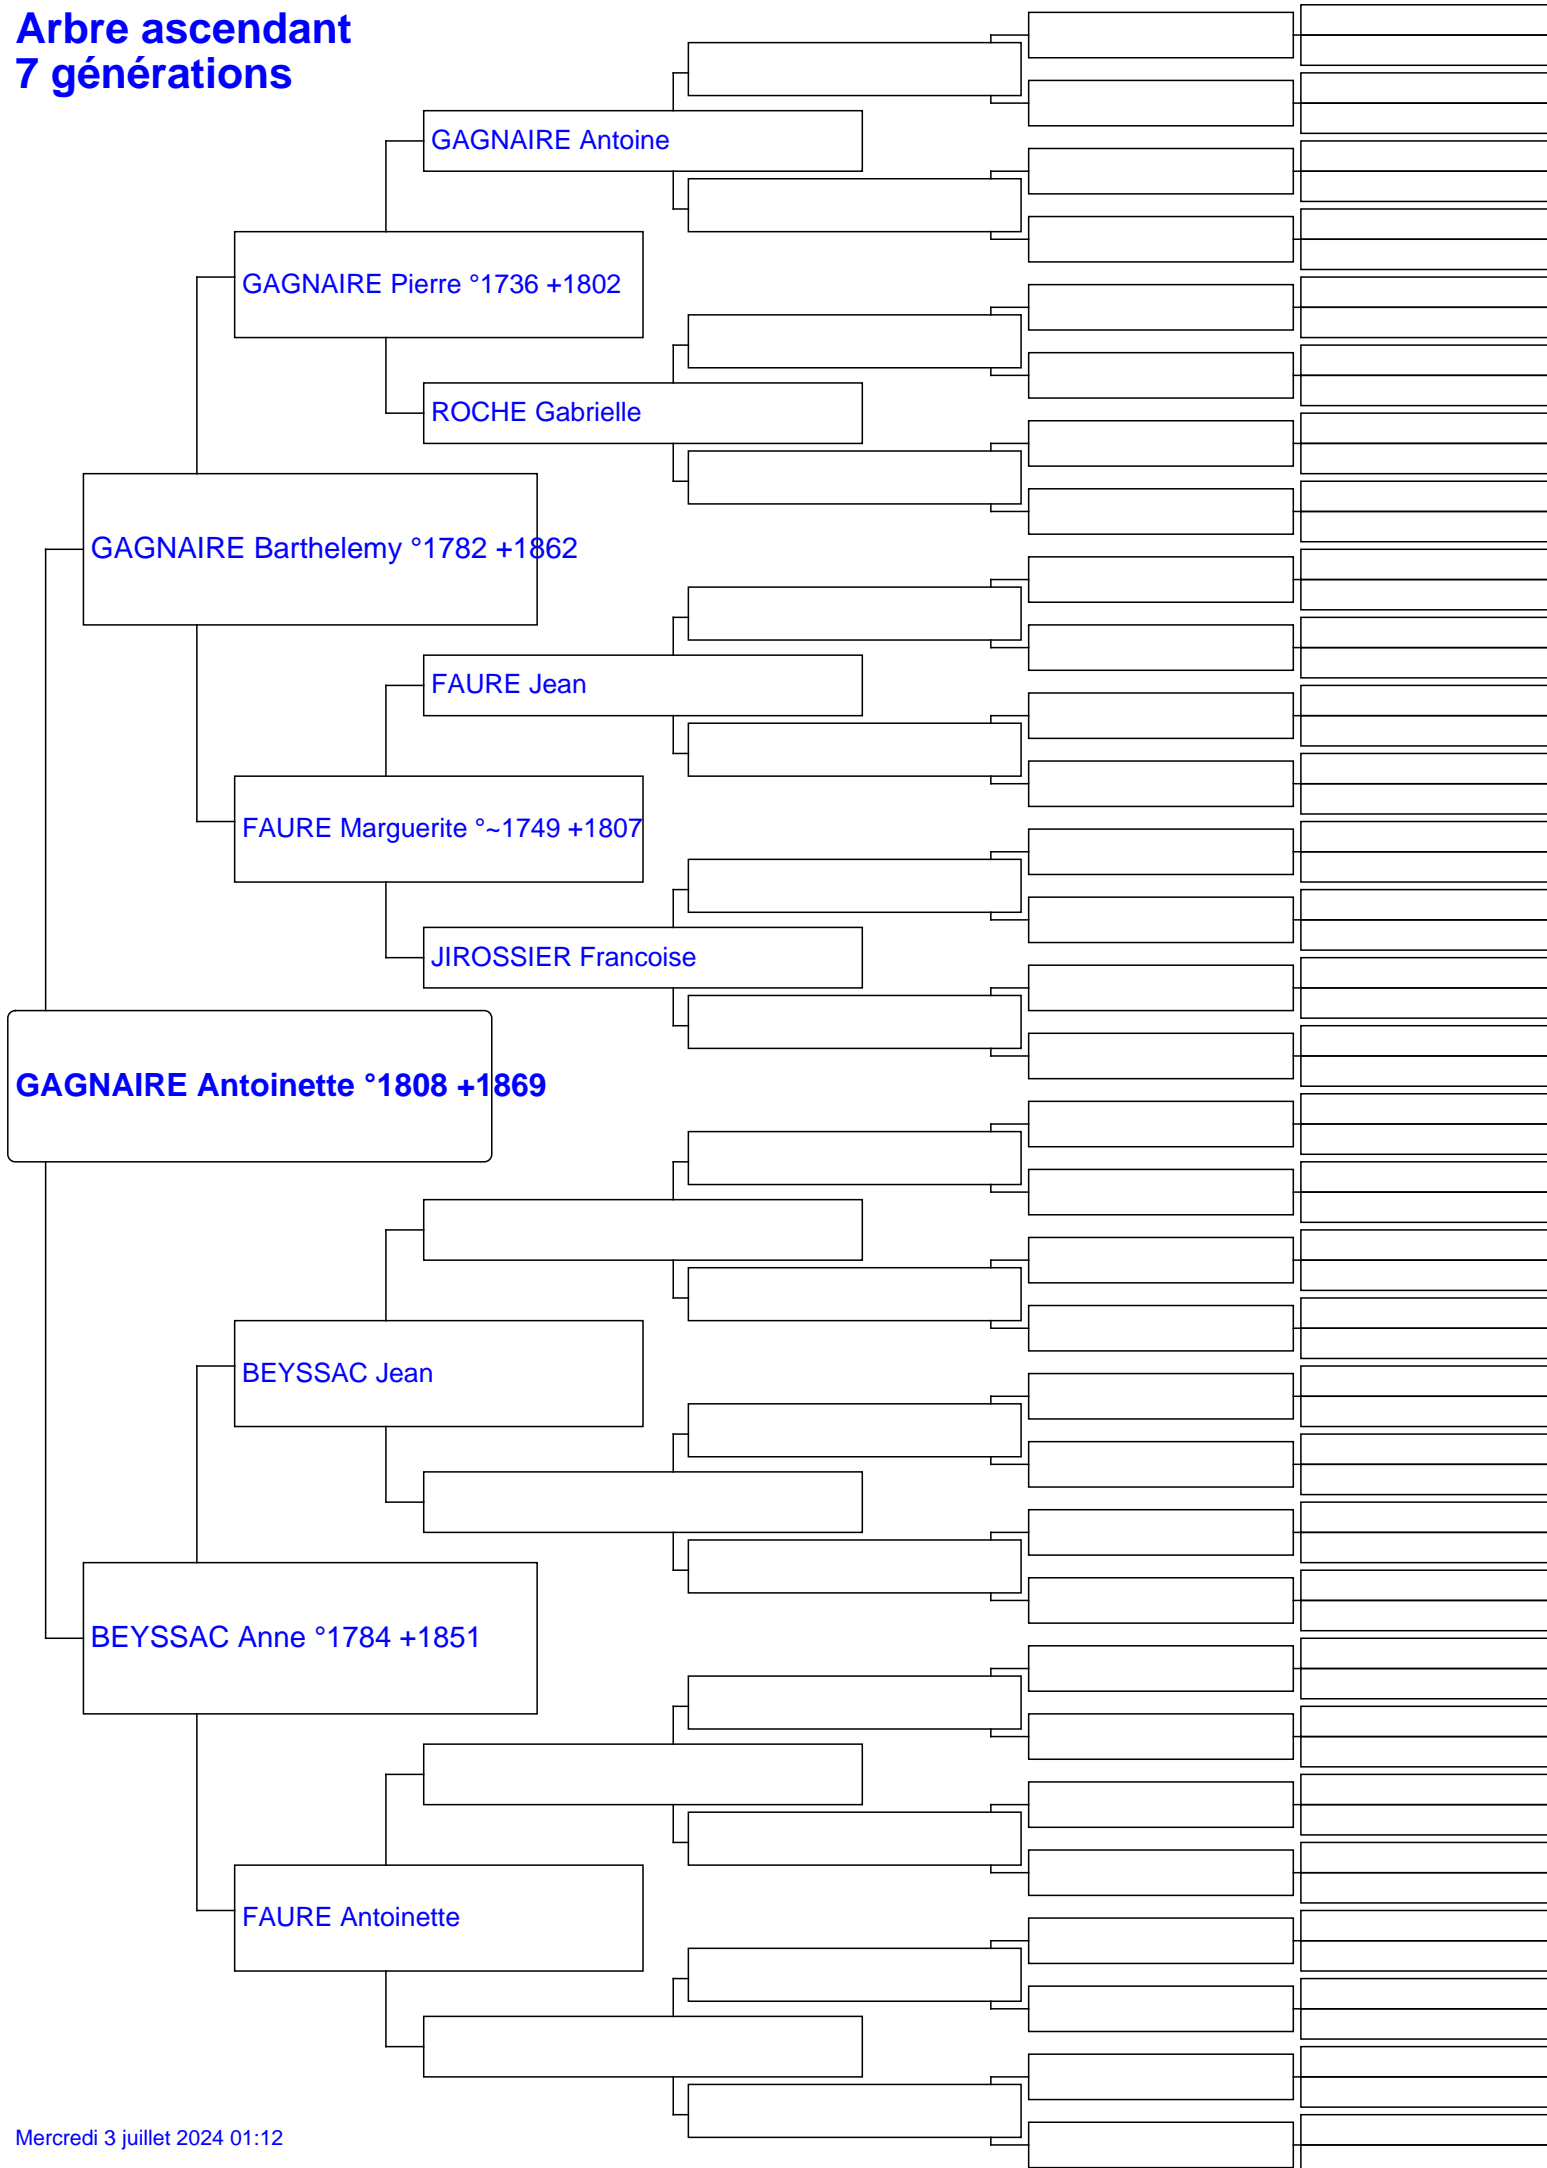 Arbre ascendant
7 générations
GAGNAIRE Antoine
GAGNAIRE Pierre °1736 +1802
ROCHE Gabrielle
GAGNAIRE Barthelemy °1782 +1862
FAURE Jean
FAURE Marguerite °~1749 +1807
JIROSSIER Francoise
GAGNAIRE Antoinette °1808 +1869
BEYSSAC Jean
BEYSSAC Anne °1784 +1851
FAURE Antoinette
Mercredi 3 juillet 2024 01:12